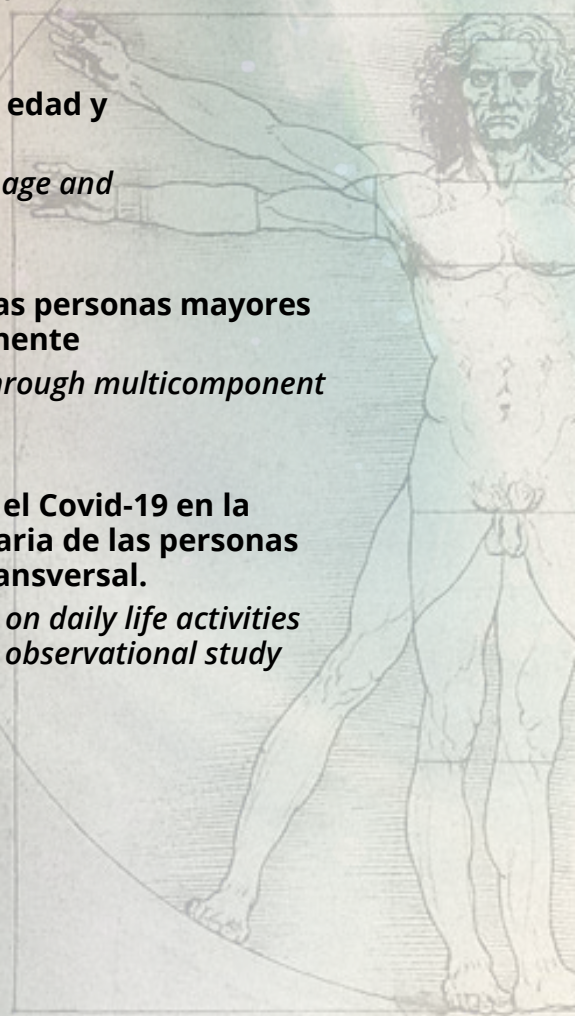 edad y
age and
as personas mayores
nente
hrough multicomponent
el Covid-19 en la
aria de las personas
ansversal.
on daily life activities
observational study